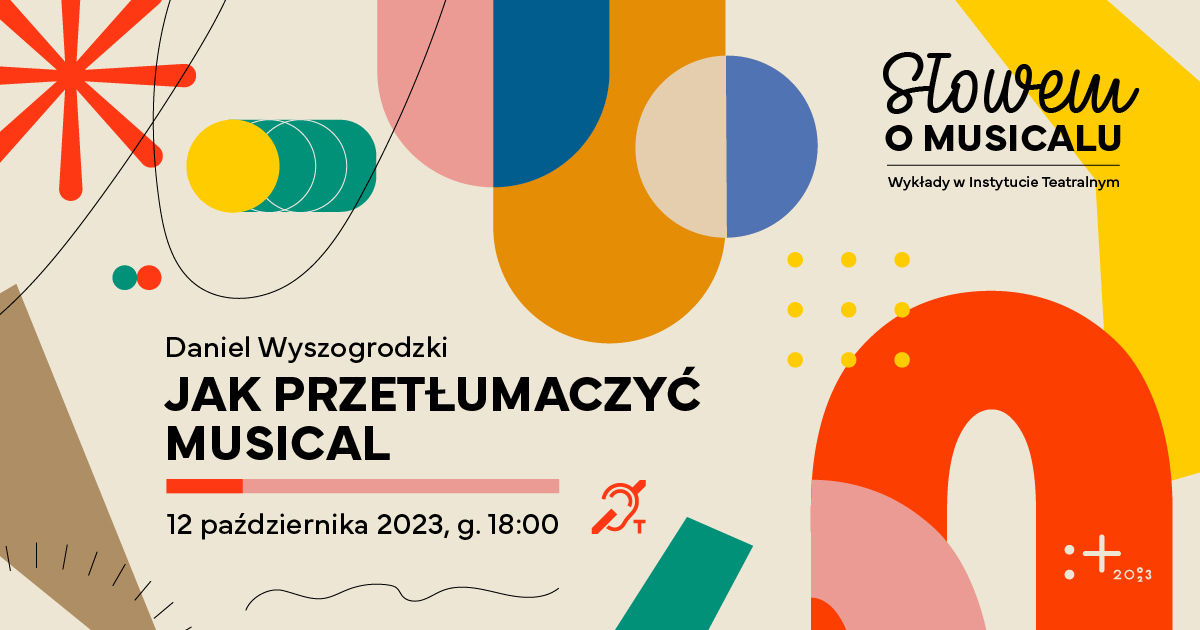 Słowem
O MUSICALU
Wykłady w Instytucie Teatralnym
Daniel Wyszogrodzki
JAK PRZETŁUMACZYĆ
MUSICAL
12 października 2023, g. 18:00
T
:+ 2023